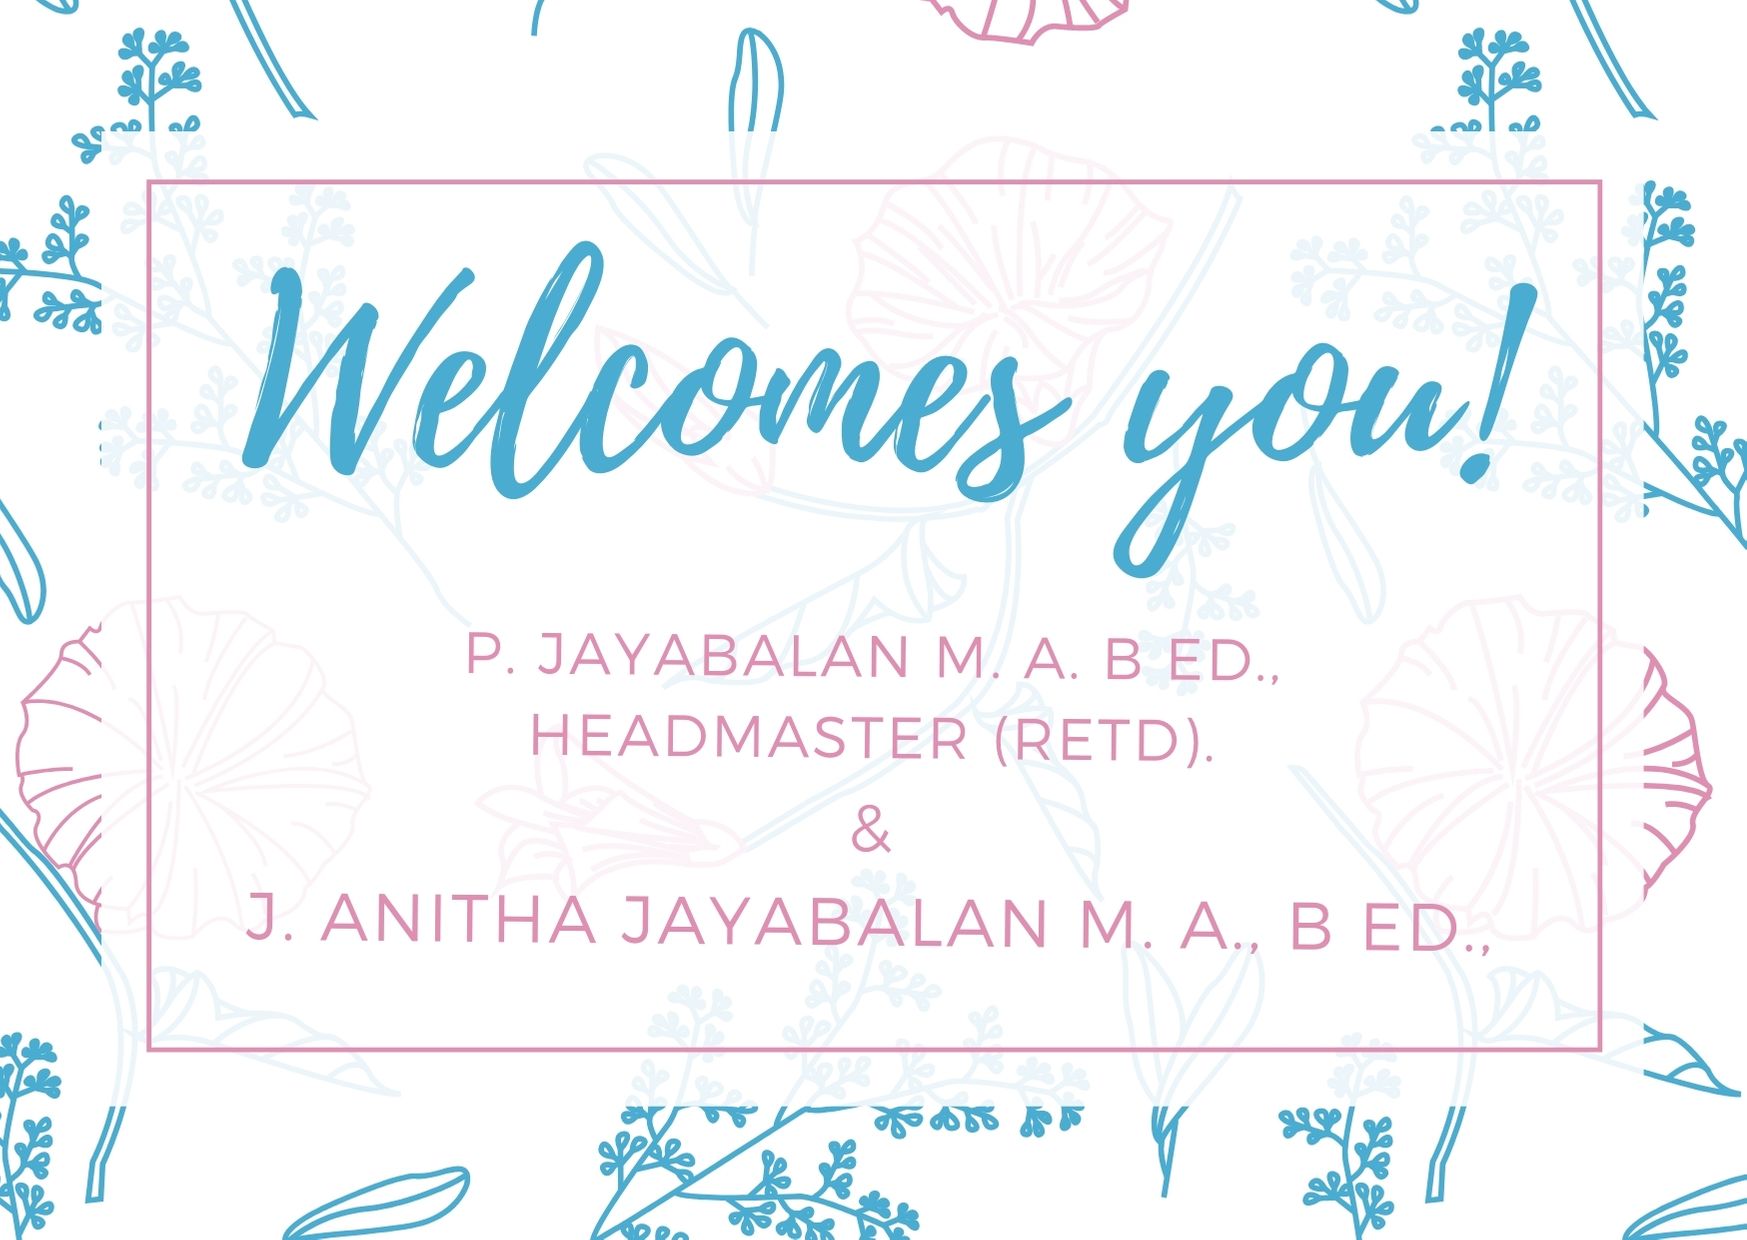 Welcomes you!
P. JAYABALAN M. A. B ED.,
HEADMASTER (RETD).
&
J. ANITHA JAYABALAN M. A., B ED.,